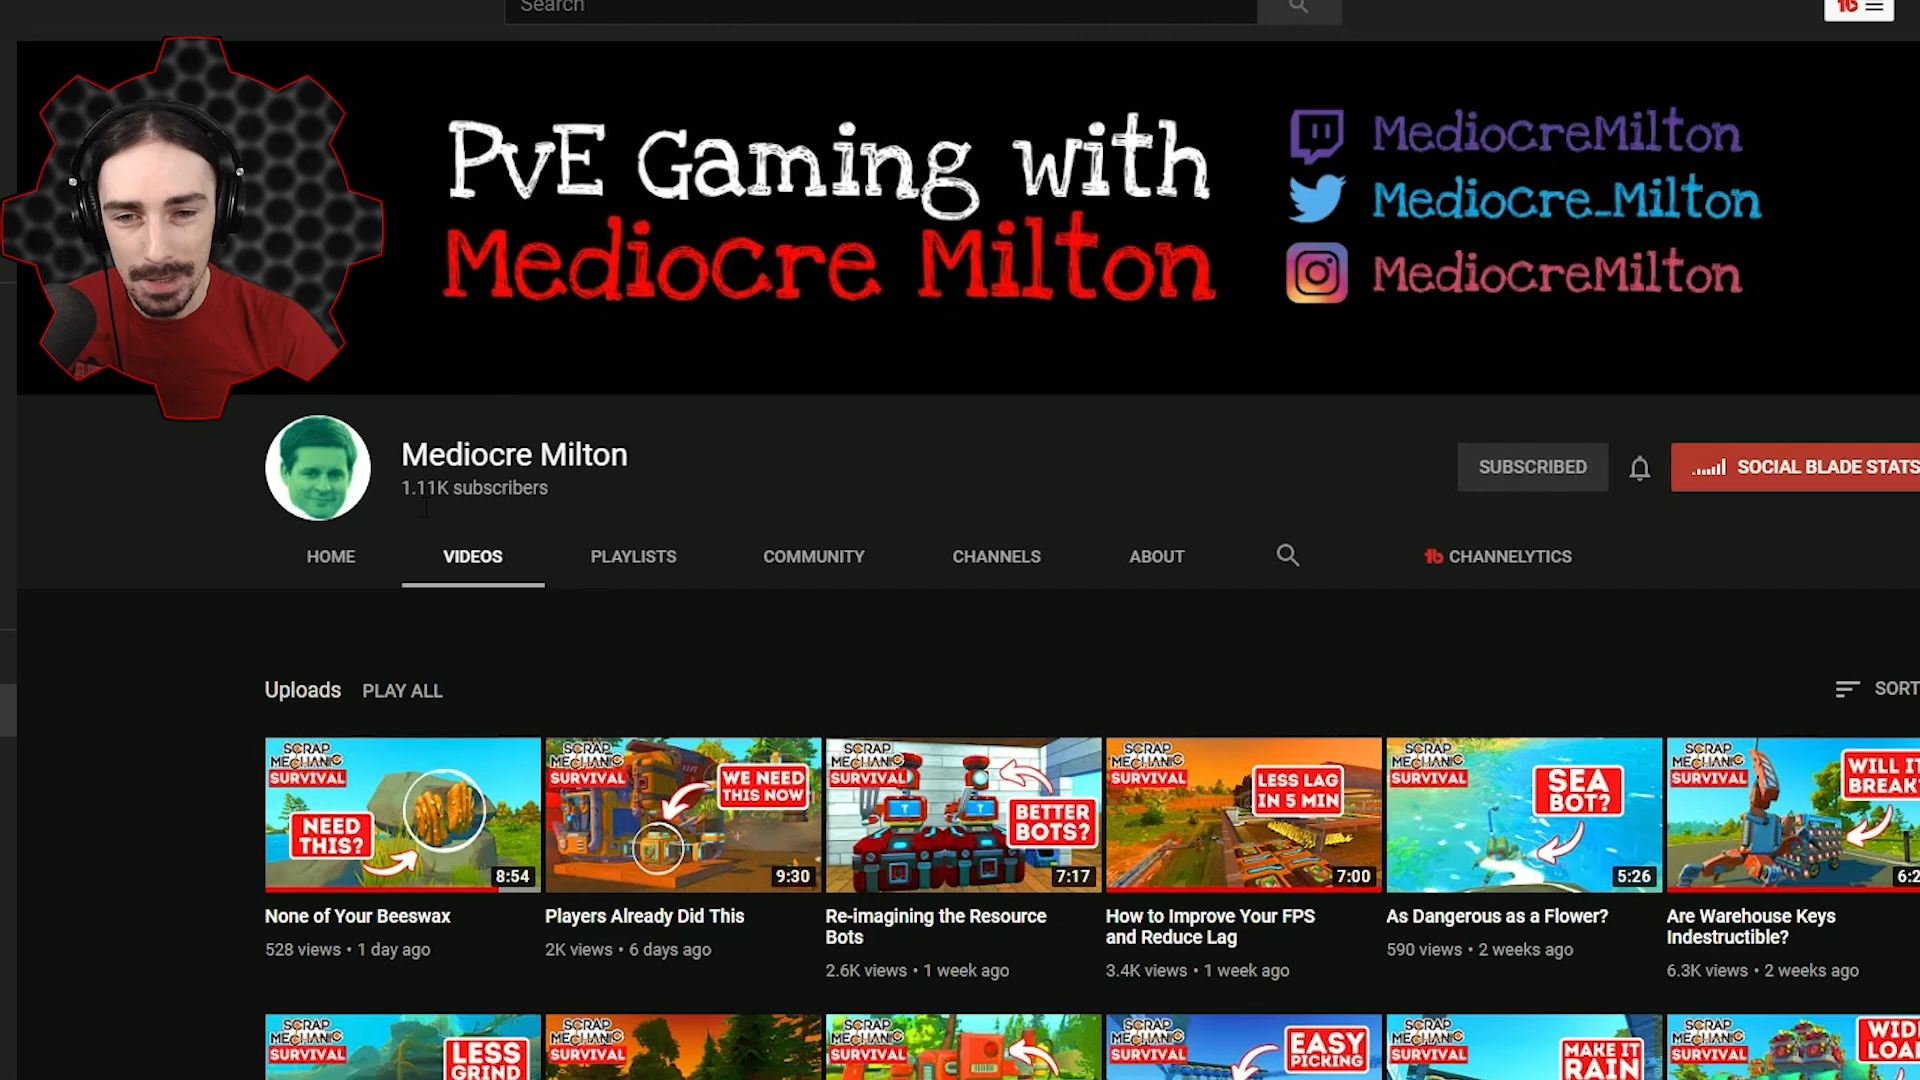 Search
PvE Gaming with
Mediocre Milton
MediocreMilton
Mediocre_Milton
MediocreMilton
Mediocre Milton
1.11K subscribers
SUBSCRIBED
SOCIAL BLADE STATS
HOME
VIDEOS
PLAYLISTS
COMMUNITY
CHANNELS
ABOUT
CHANNELYTICS
Uploads
PLAY ALL
SORT
SCRAP
MECHANIC
SURVIVAL
NEED
THIS?
8:54
SCRAP
MECHANIC
SURVIVAL
WE NEED
THIS NOW
9:30
SCRAP
MECHANIC
SURVIVAL
BETTER
BOTS?
7:17
SCRAP
MECHANIC
SURVIVAL
LESS LAG
IN 5 MIN
7:00
SCRAP
MECHANIC
SURVIVAL
SEA
BOT?
5:26
SCRAP
MECHANIC
SURVIVAL
WILL IT
BREAK
6:2
None of Your Beeswax
528 views • 1 day ago
Players Already Did This
2K views • 6 days ago
Re-imagining the Resource
Bots
2.6K views • 1 week ago
How to Improve Your FPS
and Reduce Lag
3.4K views • 1 week ago
As Dangerous as a Flower?
590 views • 2 weeks ago
Are Warehouse Keys
Indestructible?
6.3K views • 2 weeks ago
SCRAP
MECHANIC
SURVIVAL
LESS
GRIND
SCRAP
MECHANIC
SURVIVAL
SCRAP
MECHANIC
SURVIVAL
SCRAP
MECHANIC
SURVIVAL
EASY
PICKING
SCRAP
MECHANIC
SURVIVAL
MAKE IT
RAIN
SCRAP
MECHANIC
SURVIVAL